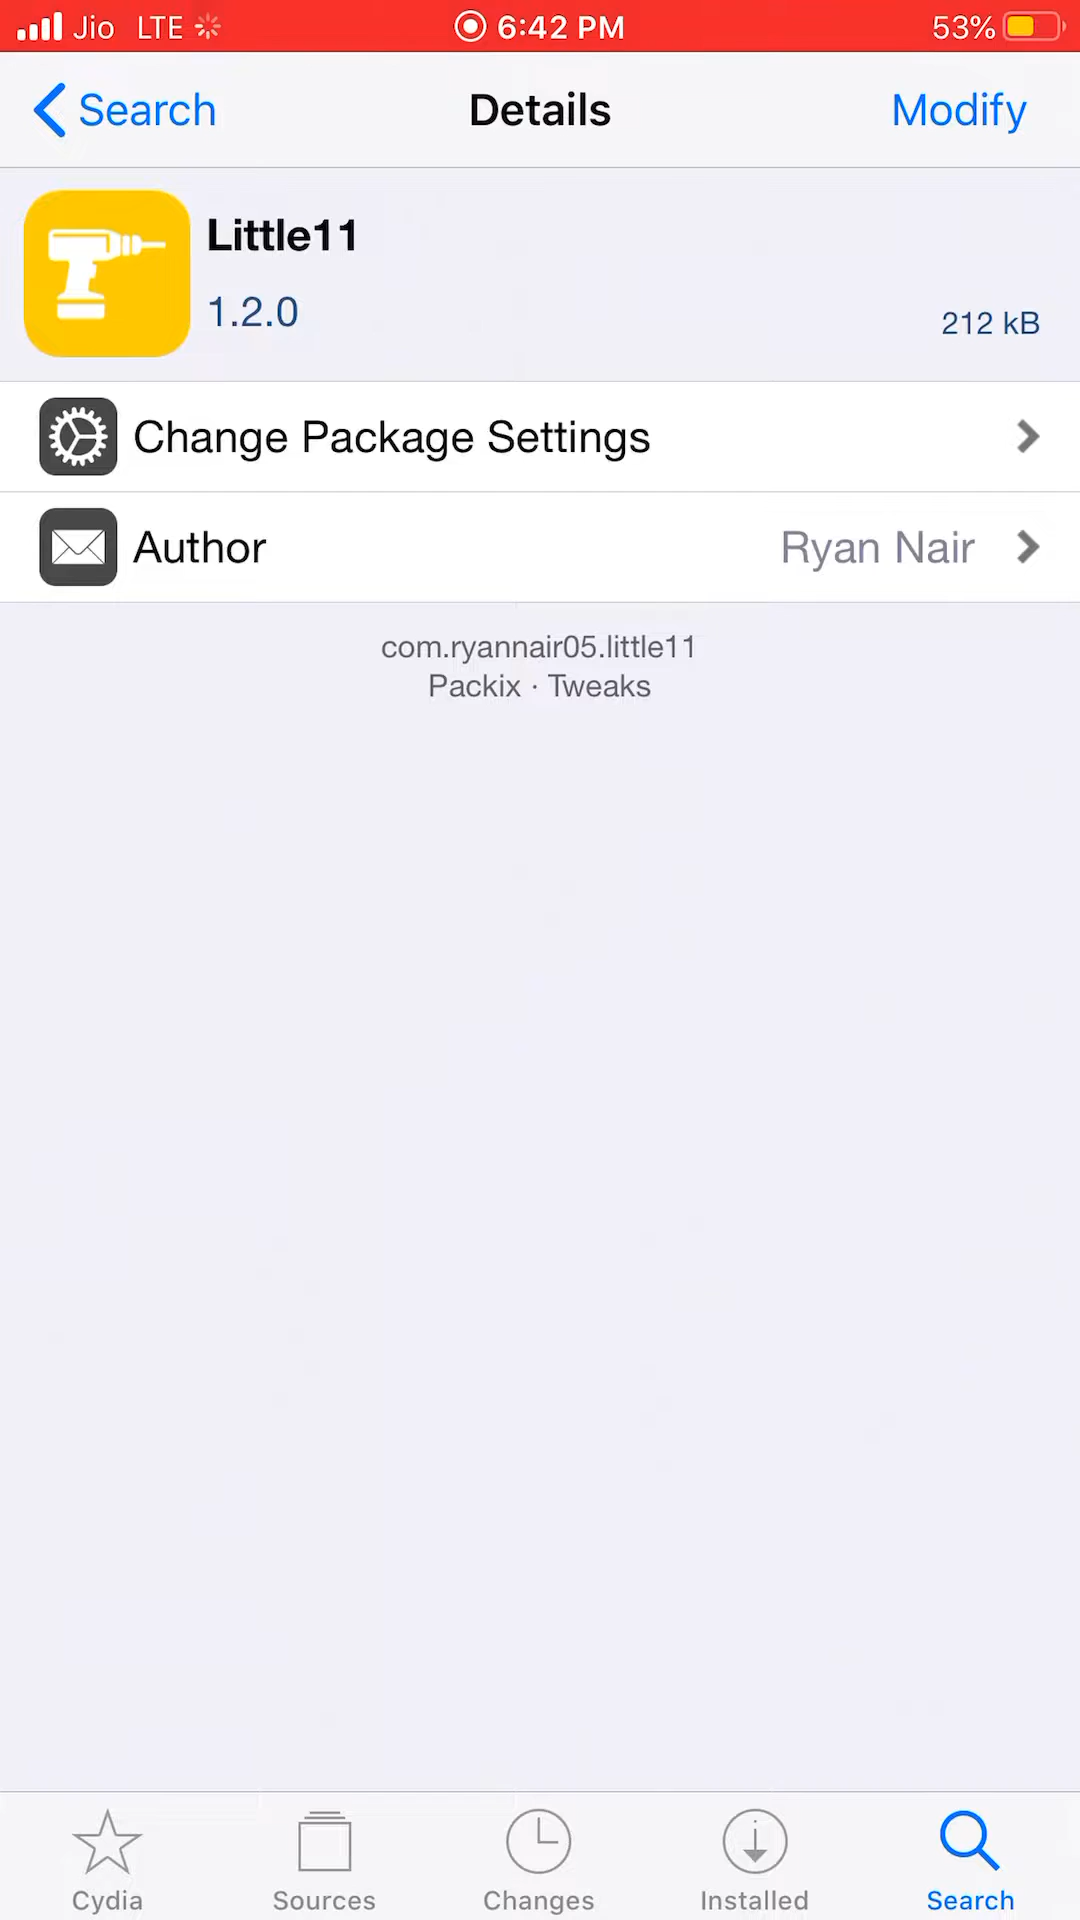 Jio LTE 6:42 PM 53%
Search Details Modify
Little11
1.2.0
212 kB
Change Package Settings
Author Ryan Nair
com.ryannair05.little11
Packix · Tweaks
Cydia Sources Changes Installed Search